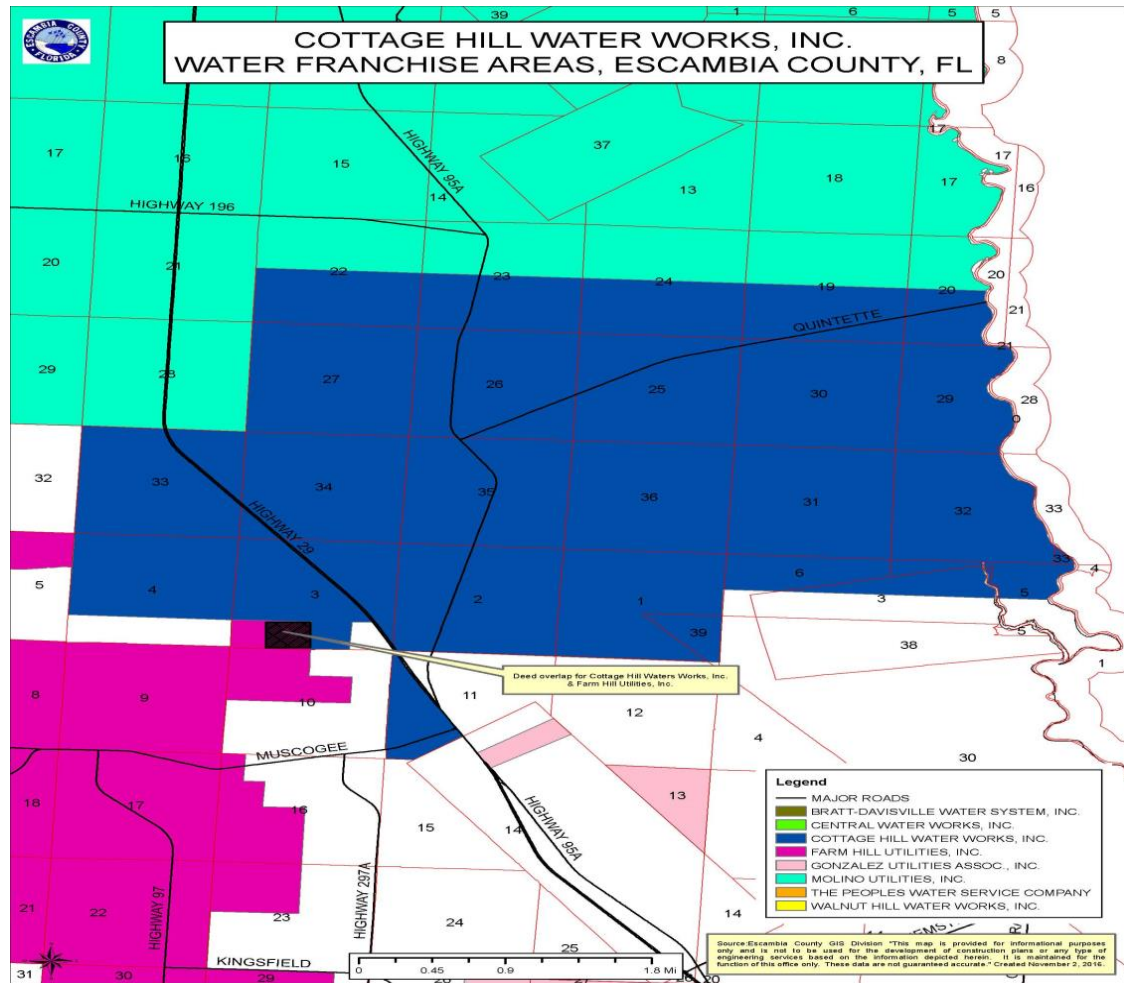 ESCAMBIA COUNTY
FLORIDA
COTTAGE HILL WATER WORKS, INC.
WATER FRANCHISE AREAS, ESCAMBIA COUNTY, FL
39
1
6
5
5
8
17
16
15
HIGHWAY 95A
14
37
13
18
17
17
17
16
HIGHWAY 196
20
21
22
23
24
19
20
20
21
QUINTETTE
21
29
28
27
26
25
30
29
28
32
33
34
35
36
31
32
33
HIGHWAY 29
33
4
5
4
3
2
1
6
5
3
39
38
5
1
Deed overlap for Cottage Hill Waters Works, Inc.
& Farm Hill Utilities, Inc.
8
9
10
11
12
4
30
MUSCOGEE
18
17
16
15
14
13
HIGHWAY 95A
HIGHWAY 97
HIGHWAY 297A
21
22
23
24
14
25
31
30
29
KINGSFIELD
0 0.45 0.9 1.8 Mi
Legend
MAJOR ROADS
BRATT-DAVISVILLE WATER SYSTEM, INC.
CENTRAL WATER WORKS, INC.
COTTAGE HILL WATER WORKS, INC.
FARM HILL UTILITIES, INC.
GONZALEZ UTILITIES ASSOC., INC.
MOLINO UTILITIES, INC.
THE PEOPLES WATER SERVICE COMPANY
WALNUT HILL WATER WORKS, INC.
Source:Escambia County GIS Division "This map is provided for informational purposes
only and is not to be used for the development of construction plans or any type of
engineering services based on the information depicted herein. It is maintained for the
function of this office only. These data are not guaranteed accurate." Created November 2, 2016.